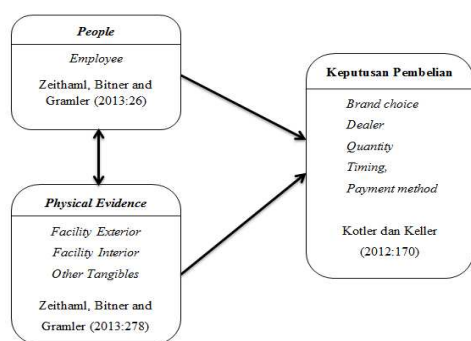 People
Employee
Zeithaml, Bitner and
Gramler (2013:26)
Physical Evidence
Facility Exterior
Facility Interior
Other Tangibles
Zeithaml, Bitner and
Gramler (2013:278)
Keputusan Pembelian
Brand choice
Dealer
Quantity
Timing,
Payment method
Kotler dan Keller
(2012:170)